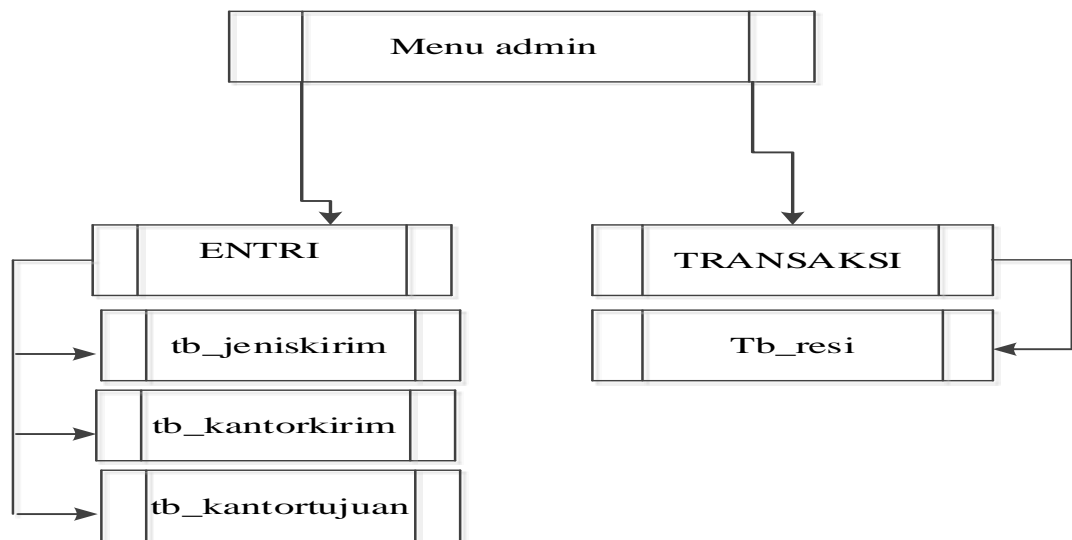 Menu admin
ENTRI
tb_jeniskirim
tb_kantorkirim
tb_kantortujuan
TRANSAKSI
Tb_resi